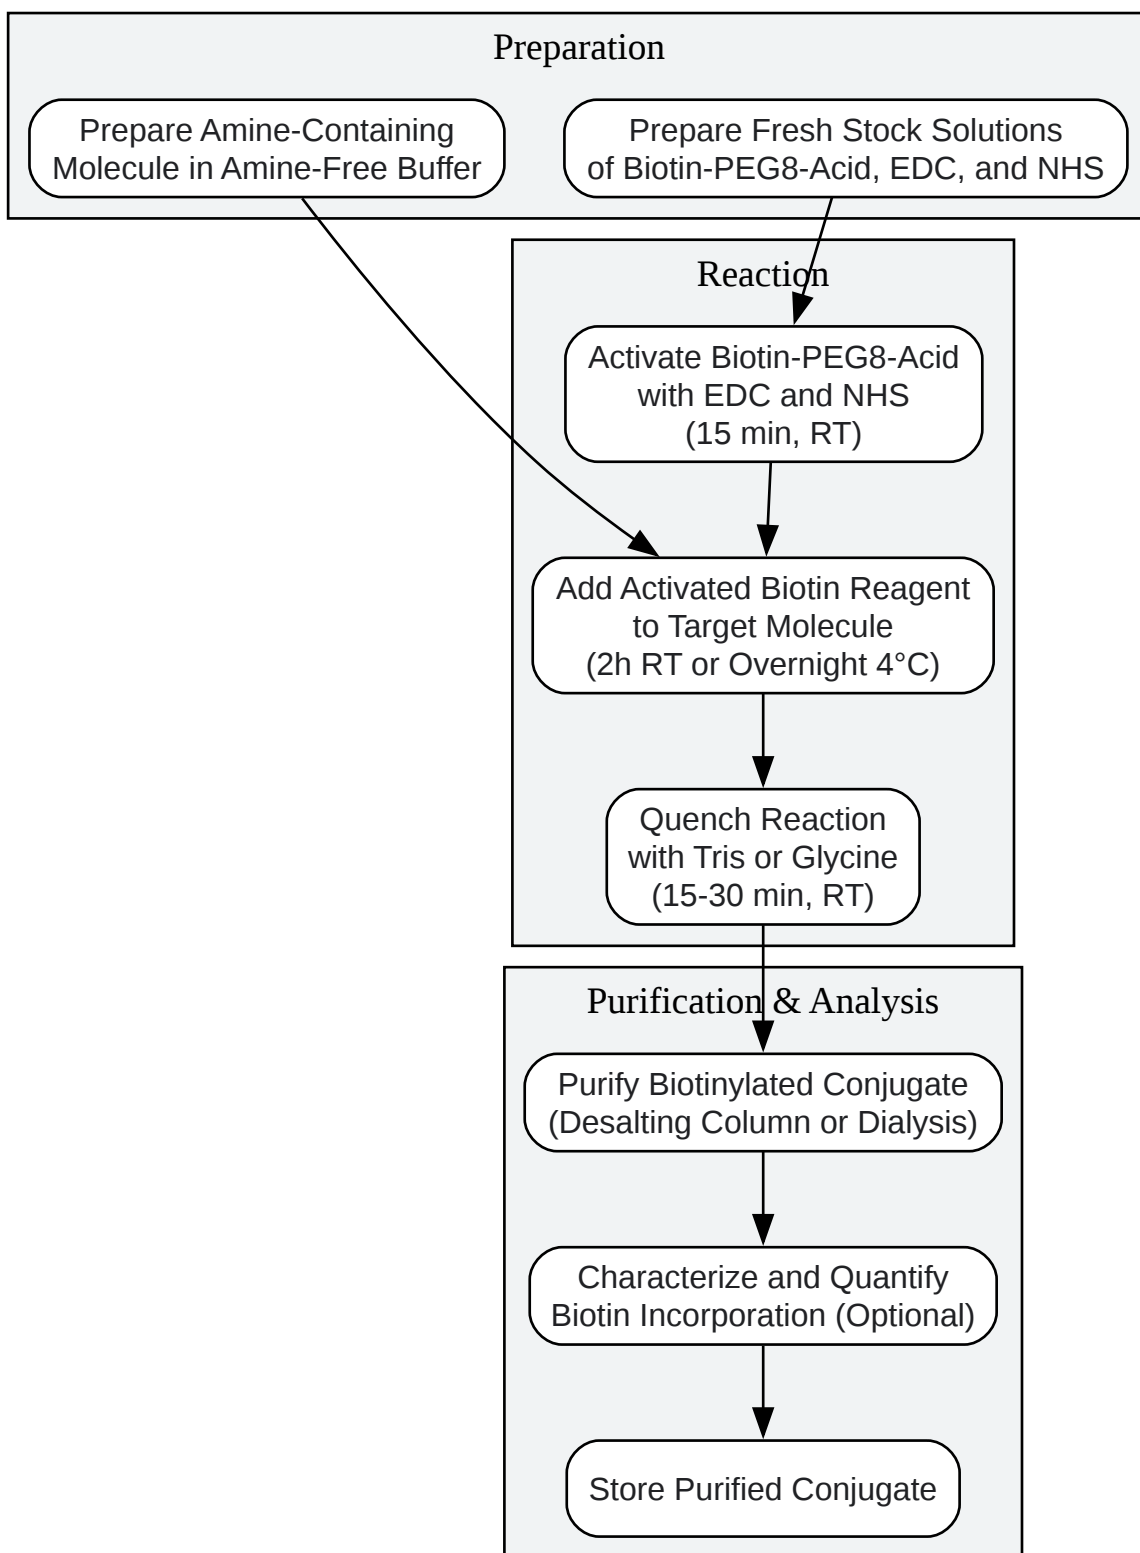 Preparation
Prepare Amine-Containing
Molecule in Amine-Free Buffer
Prepare Fresh Stock Solutions
of Biotin-PEG8-Acid, EDC, and NHS
Reaction
Activate Biotin-PEG8-Acid
with EDC and NHS
(15 min, RT)
Add Activated Biotin Reagent
to Target Molecule
(2h RT or Overnight 4°C)
Quench Reaction
with Tris or Glycine
(15-30 min, RT)
Purification & Analysis
Purify Biotinylated Conjugate
(Desalting Column or Dialysis)
Characterize and Quantify
Biotin Incorporation (Optional)
Store Purified Conjugate